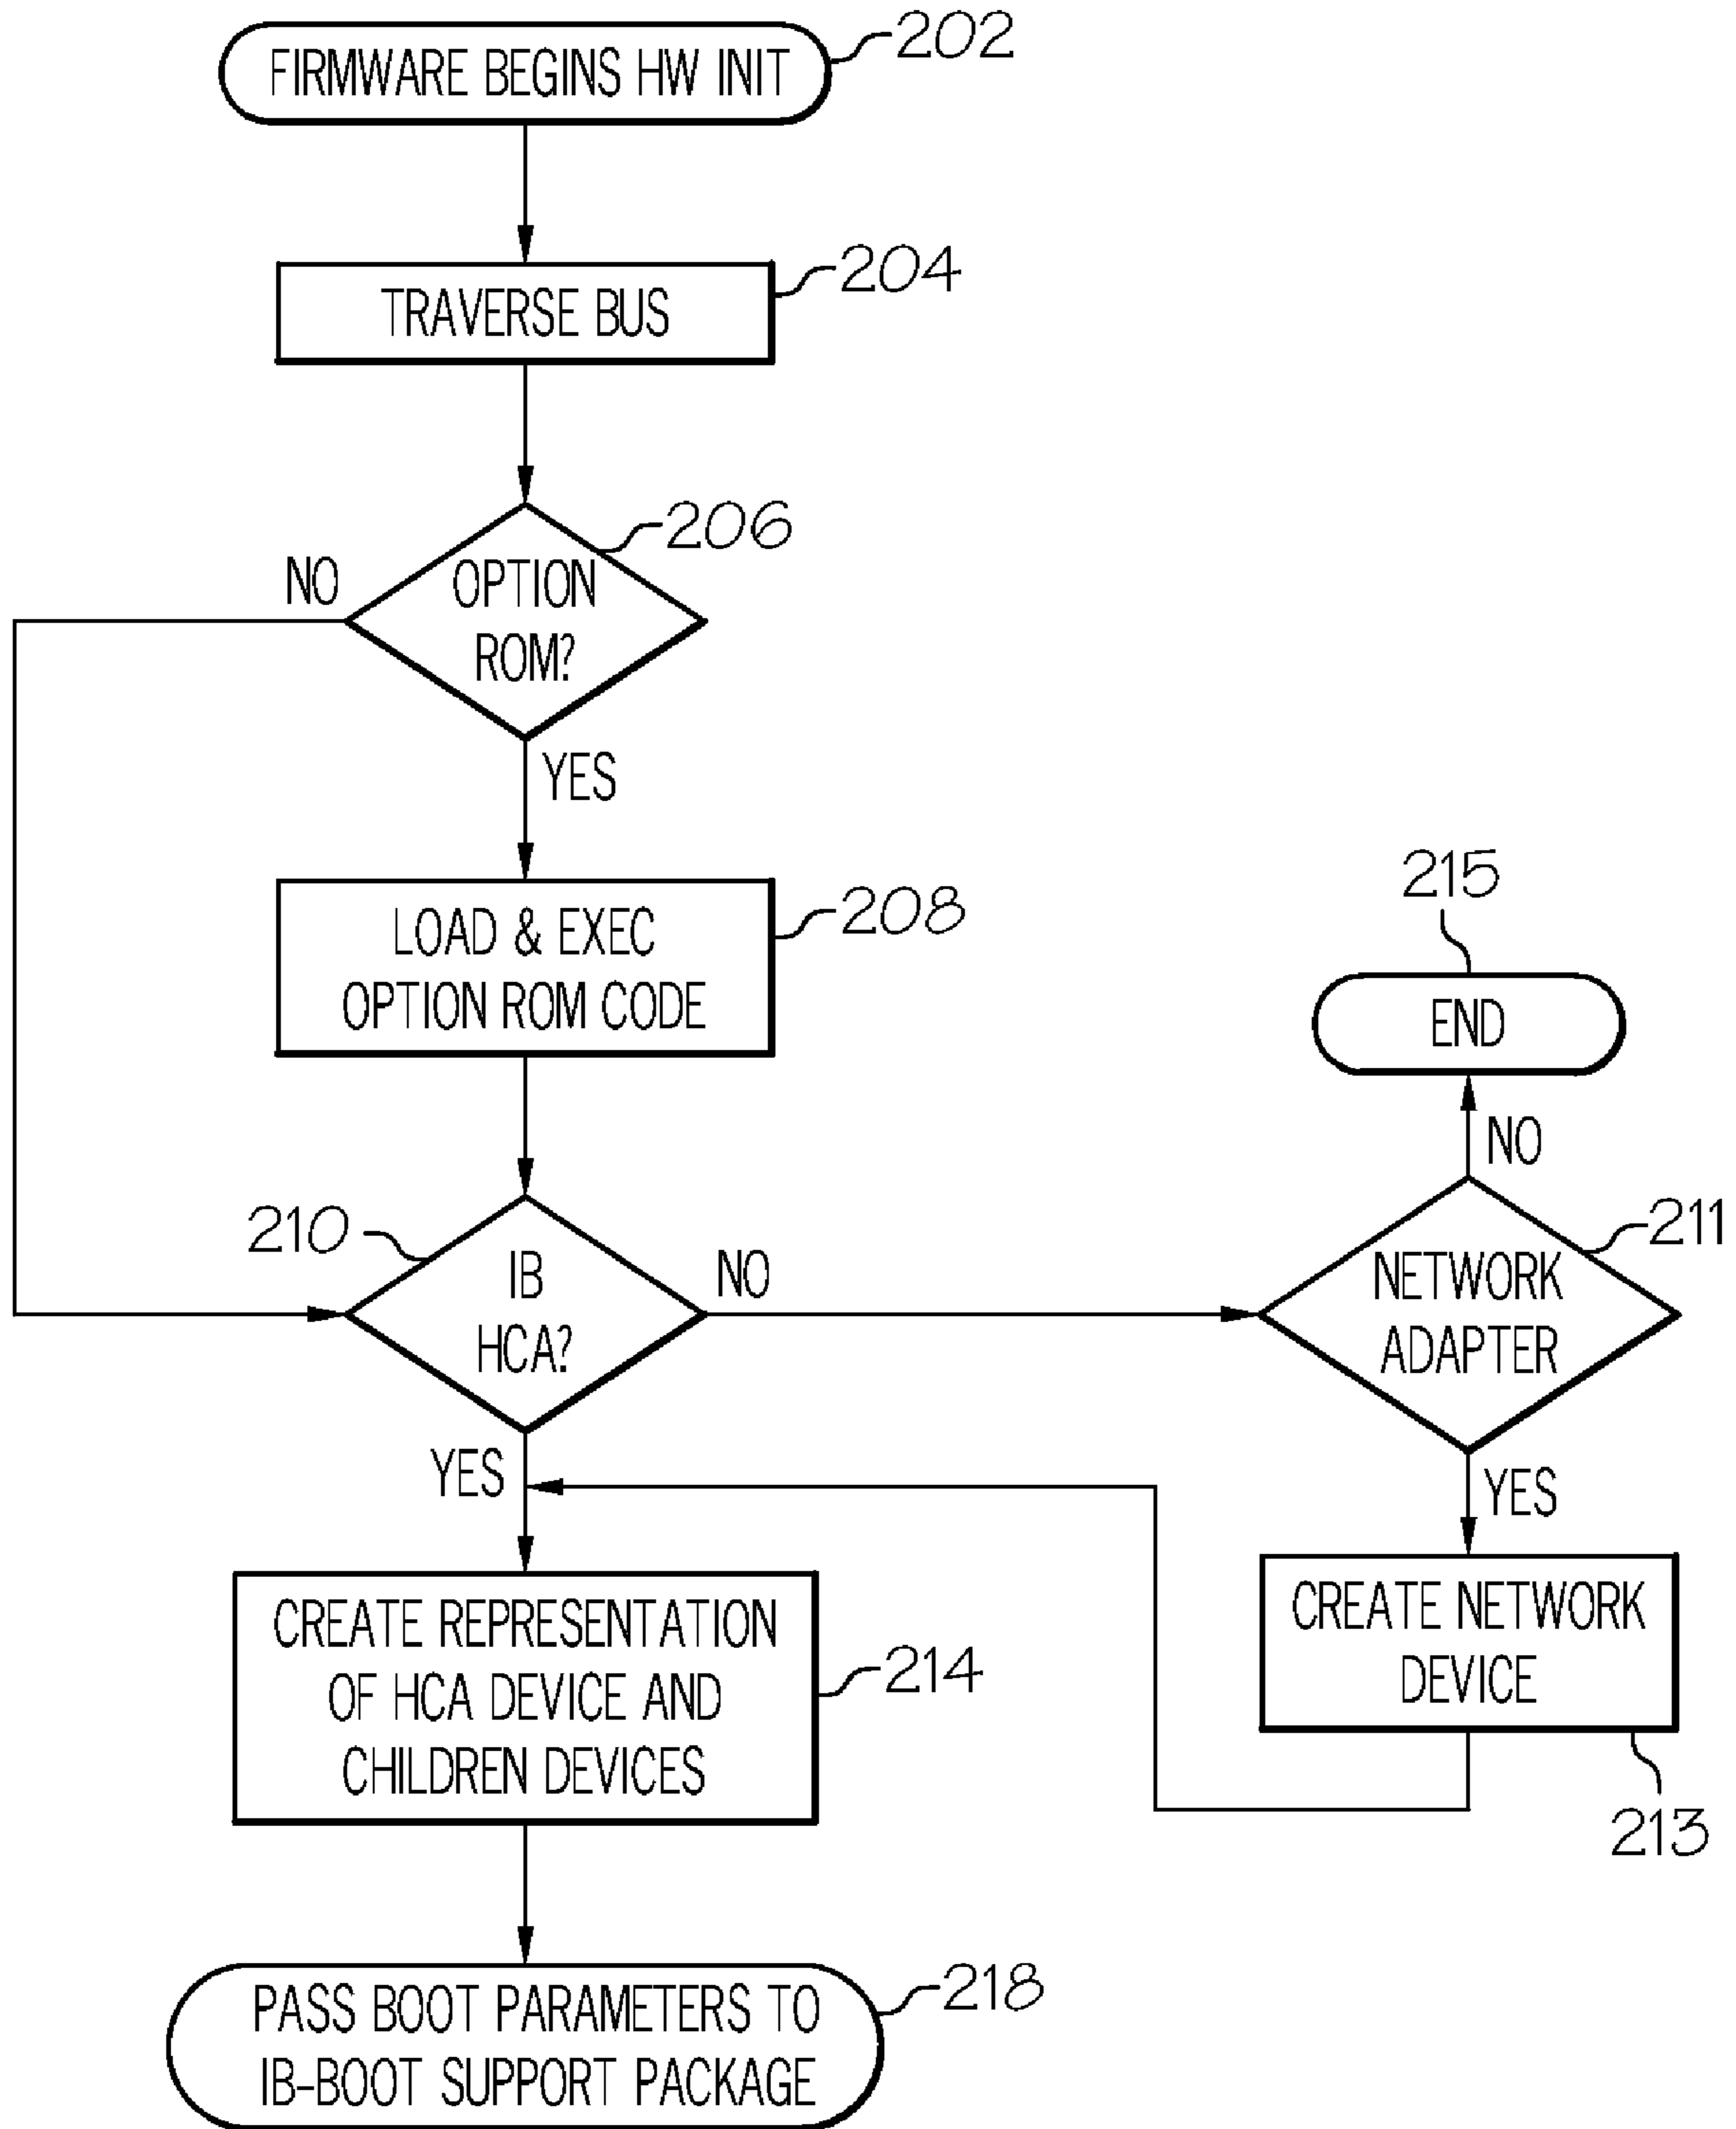 FIRMWARE BEGINS HW INIT
202
TRAVERSE BUS
204
206
OPTION
ROM?
NO
YES
LOAD & EXEC
OPTION ROM CODE
208
210
IB
HCA?
NO
YES
215
END
NO
211
NETWORK
ADAPTER
YES
CREATE NETWORK
DEVICE
213
CREATE REPRESENTATION
OF HCA DEVICE AND
CHILDREN DEVICES
214
PASS BOOT PARAMETERS TO
IB-BOOT SUPPORT PACKAGE
218